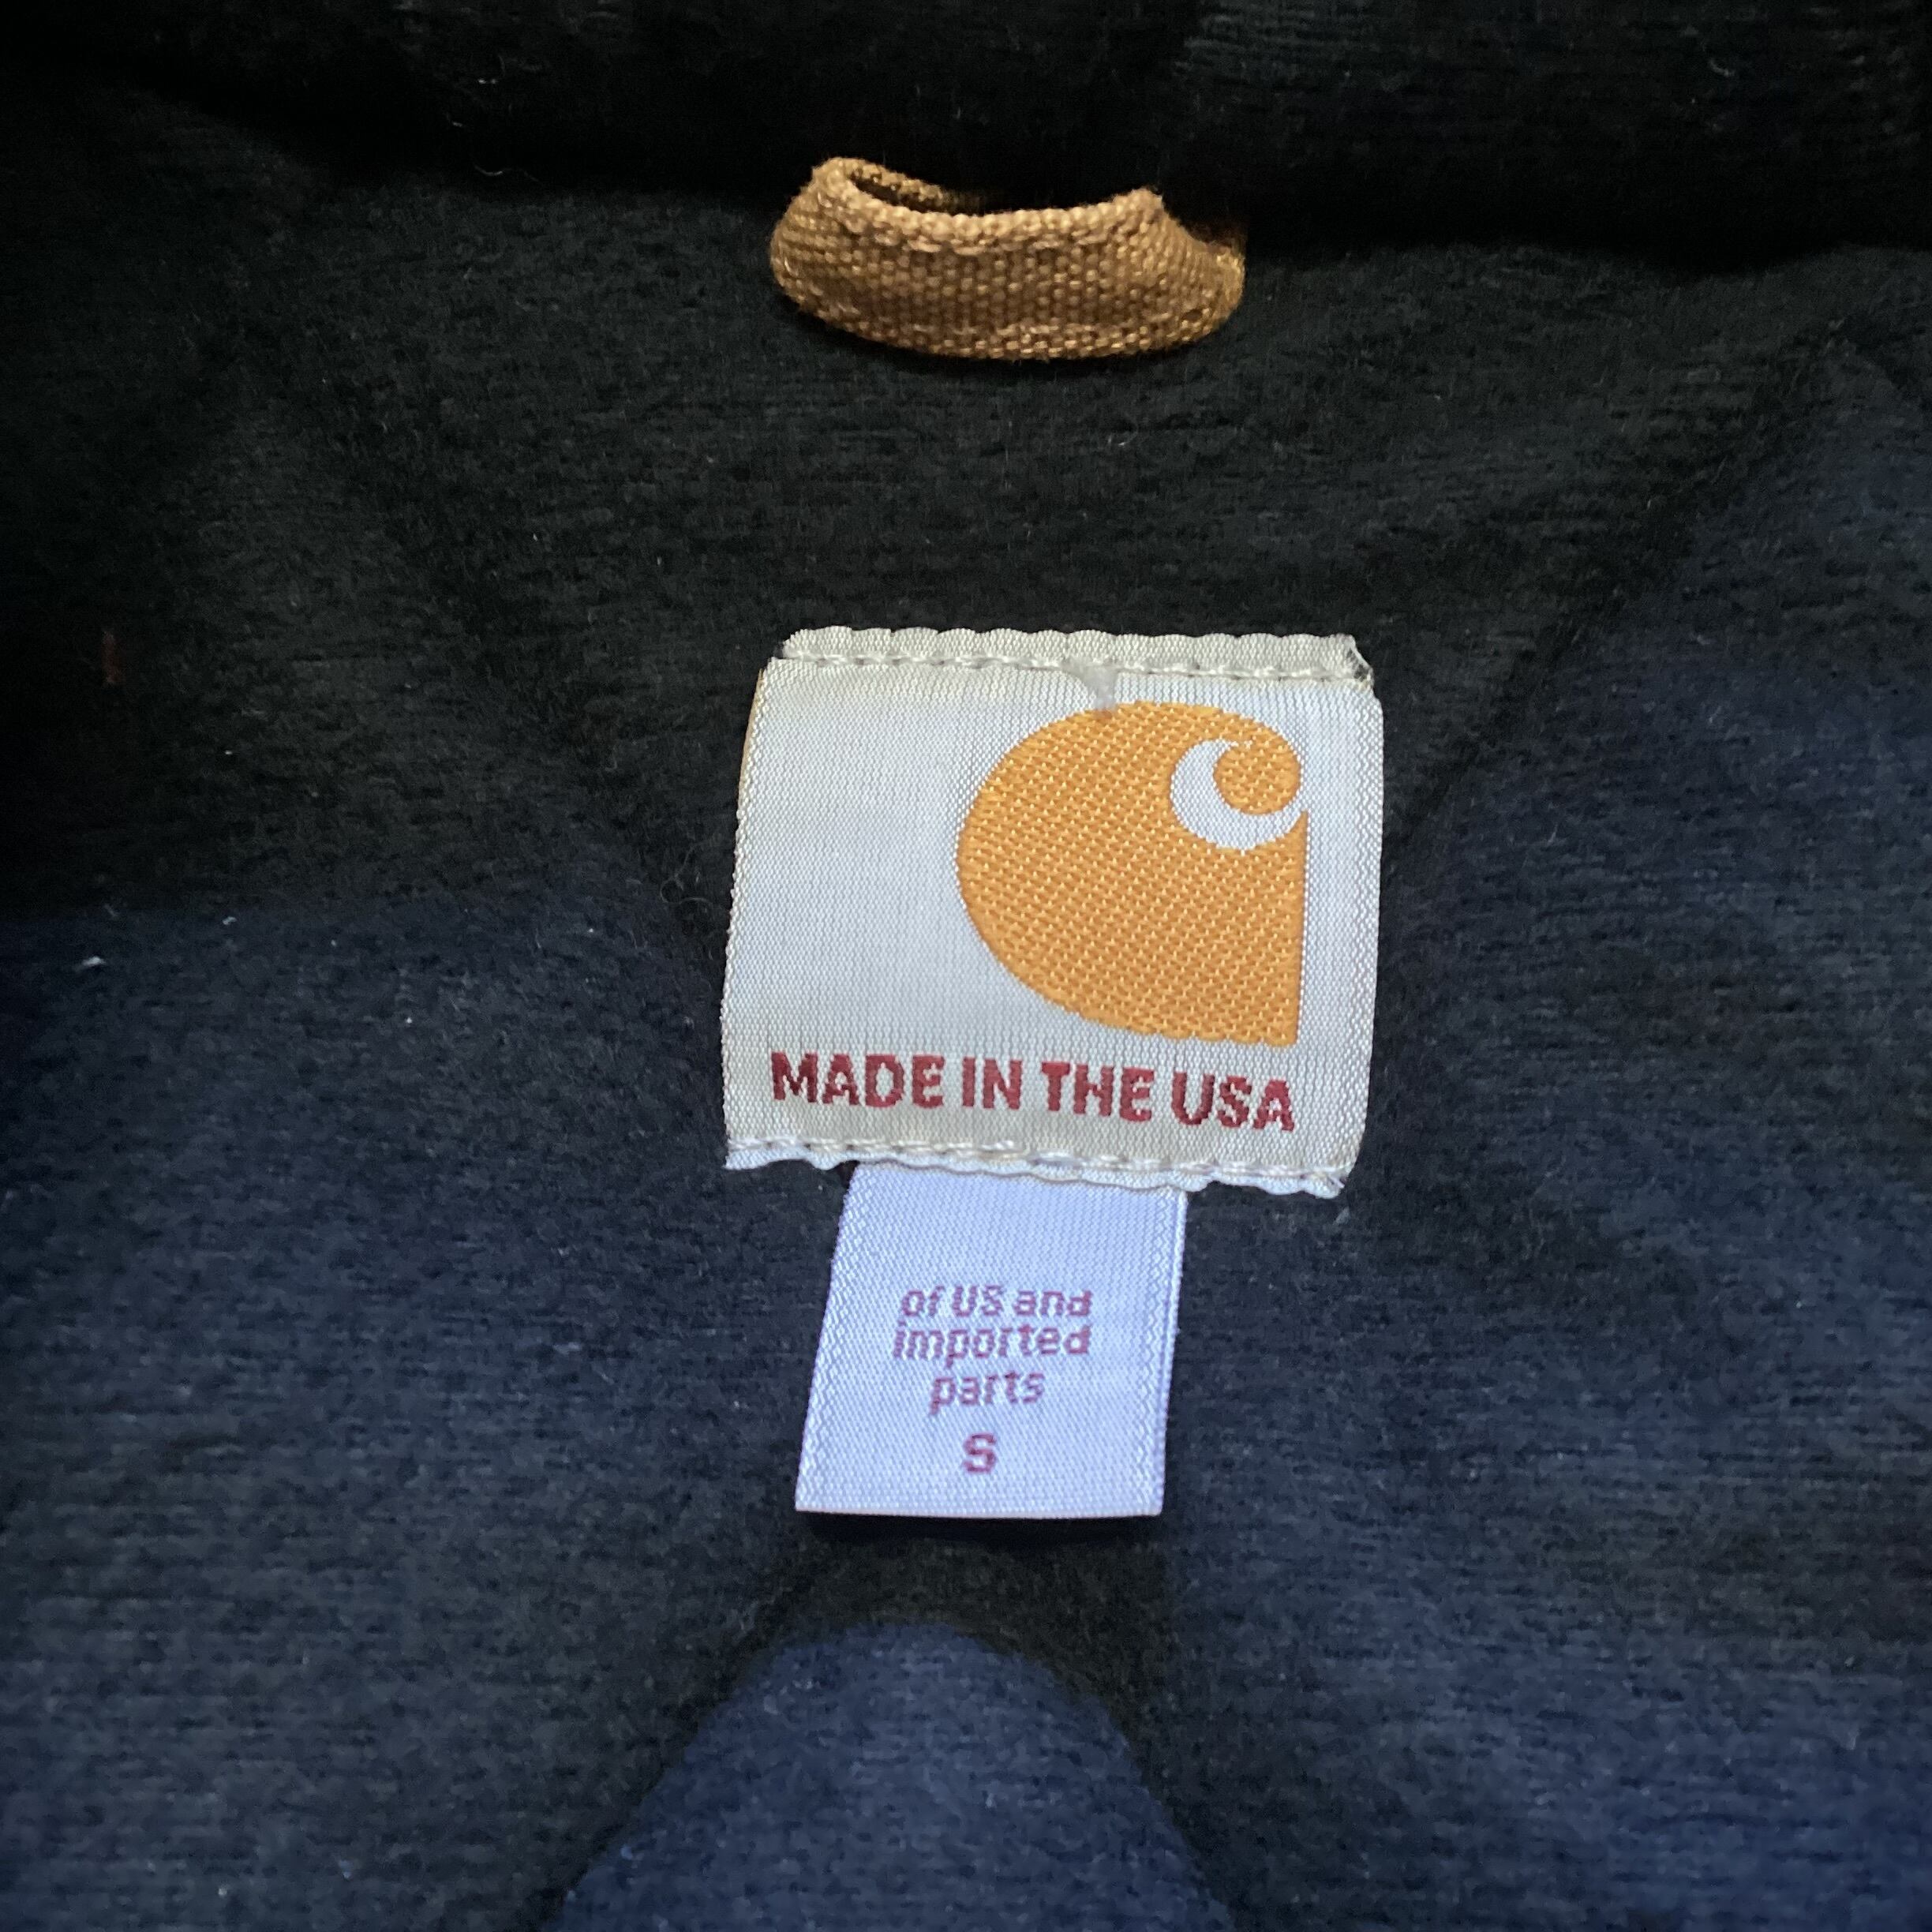 MADE IN THE USA
of US and
imported
parts
S